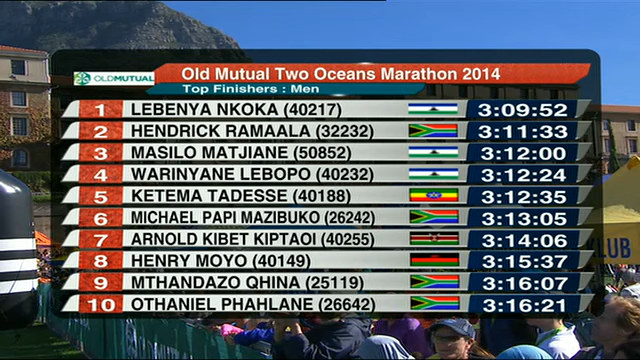 OLDMUTUAL
Old Mutual Two Oceans Marathon 2014
Top Finishers : Men
1 LEBENYA NKOKA (40217) 3:09:52
2 HENDRICK RAMAALA (32232) 3:11:33
3 MASILO MATJIANE (50852) 3:12:00
4 WARINYANE LEBOPO (40232) 3:12:24
5 KETEMA TADESSE (40188) 3:12:35
6 MICHAEL PAPI MAZIBUKO (26242) 3:13:05
7 ARNOLD KIBET KIPTAOI (40255) 3:14:06
8 HENRY MOYO (40149) 3:15:37
9 MTHANDAZO QHINA (25119) 3:16:07
10 OTHANIEL PHAHLANE (26642) 3:16:21
CLUB